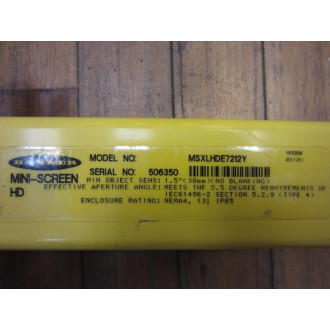 BANNER
MODEL NO: MSXLHDE7212Y
MINI-SCREEN SERIAL NO: 506350
HD MIN OBJECT SENS: 1.5"(38mm)(NO BLANKING)
EFFECTIVE APERTURE ANGLE: MEETS THE 2.5 DEGREE REQUIREMENTS OF
IEC61496-2 SECTION 5.2.9 (TYPE 4)
ENCLOSURE RATING: NEMA4, 13; IP65